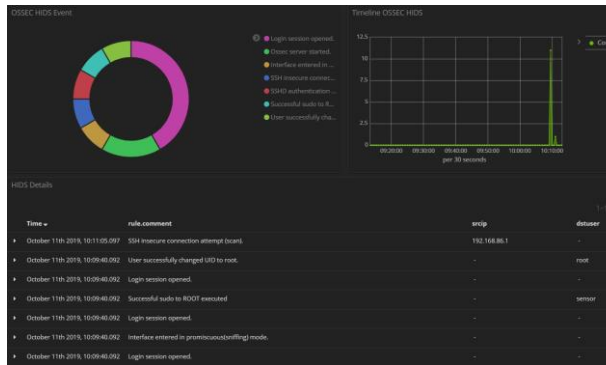 OSSEC HIDS Event
Login session opened.
Ossec server started.
Interface entered in ...
SSH insecure connec...
SSHD authentication ...
Successful sudo to R...
User successfully cha...
Timeline OSSEC HIDS
12.5
10
7.5
5
2.5
0
09:20:00 09:30:00 09:40:00 09:50:00 10:00:00 10:10:00
per 30 seconds
HIDS Details
Time rule.comment srcip dstuser
October 11th 2019, 10:11:05.097 SSH insecure connection attempt (scan). 192.168.86.1 -
October 11th 2019, 10:09:40.092 User successfully changed UID to root. - root
October 11th 2019, 10:09:40.092 Login session opened. - -
October 11th 2019, 10:09:40.092 Successful sudo to ROOT executed - sensor
October 11th 2019, 10:09:40.092 Login session opened. - -
October 11th 2019, 10:09:40.092 Interface entered in promiscuous(sniffing) mode. - -
October 11th 2019, 10:09:40.092 Login session opened. - -